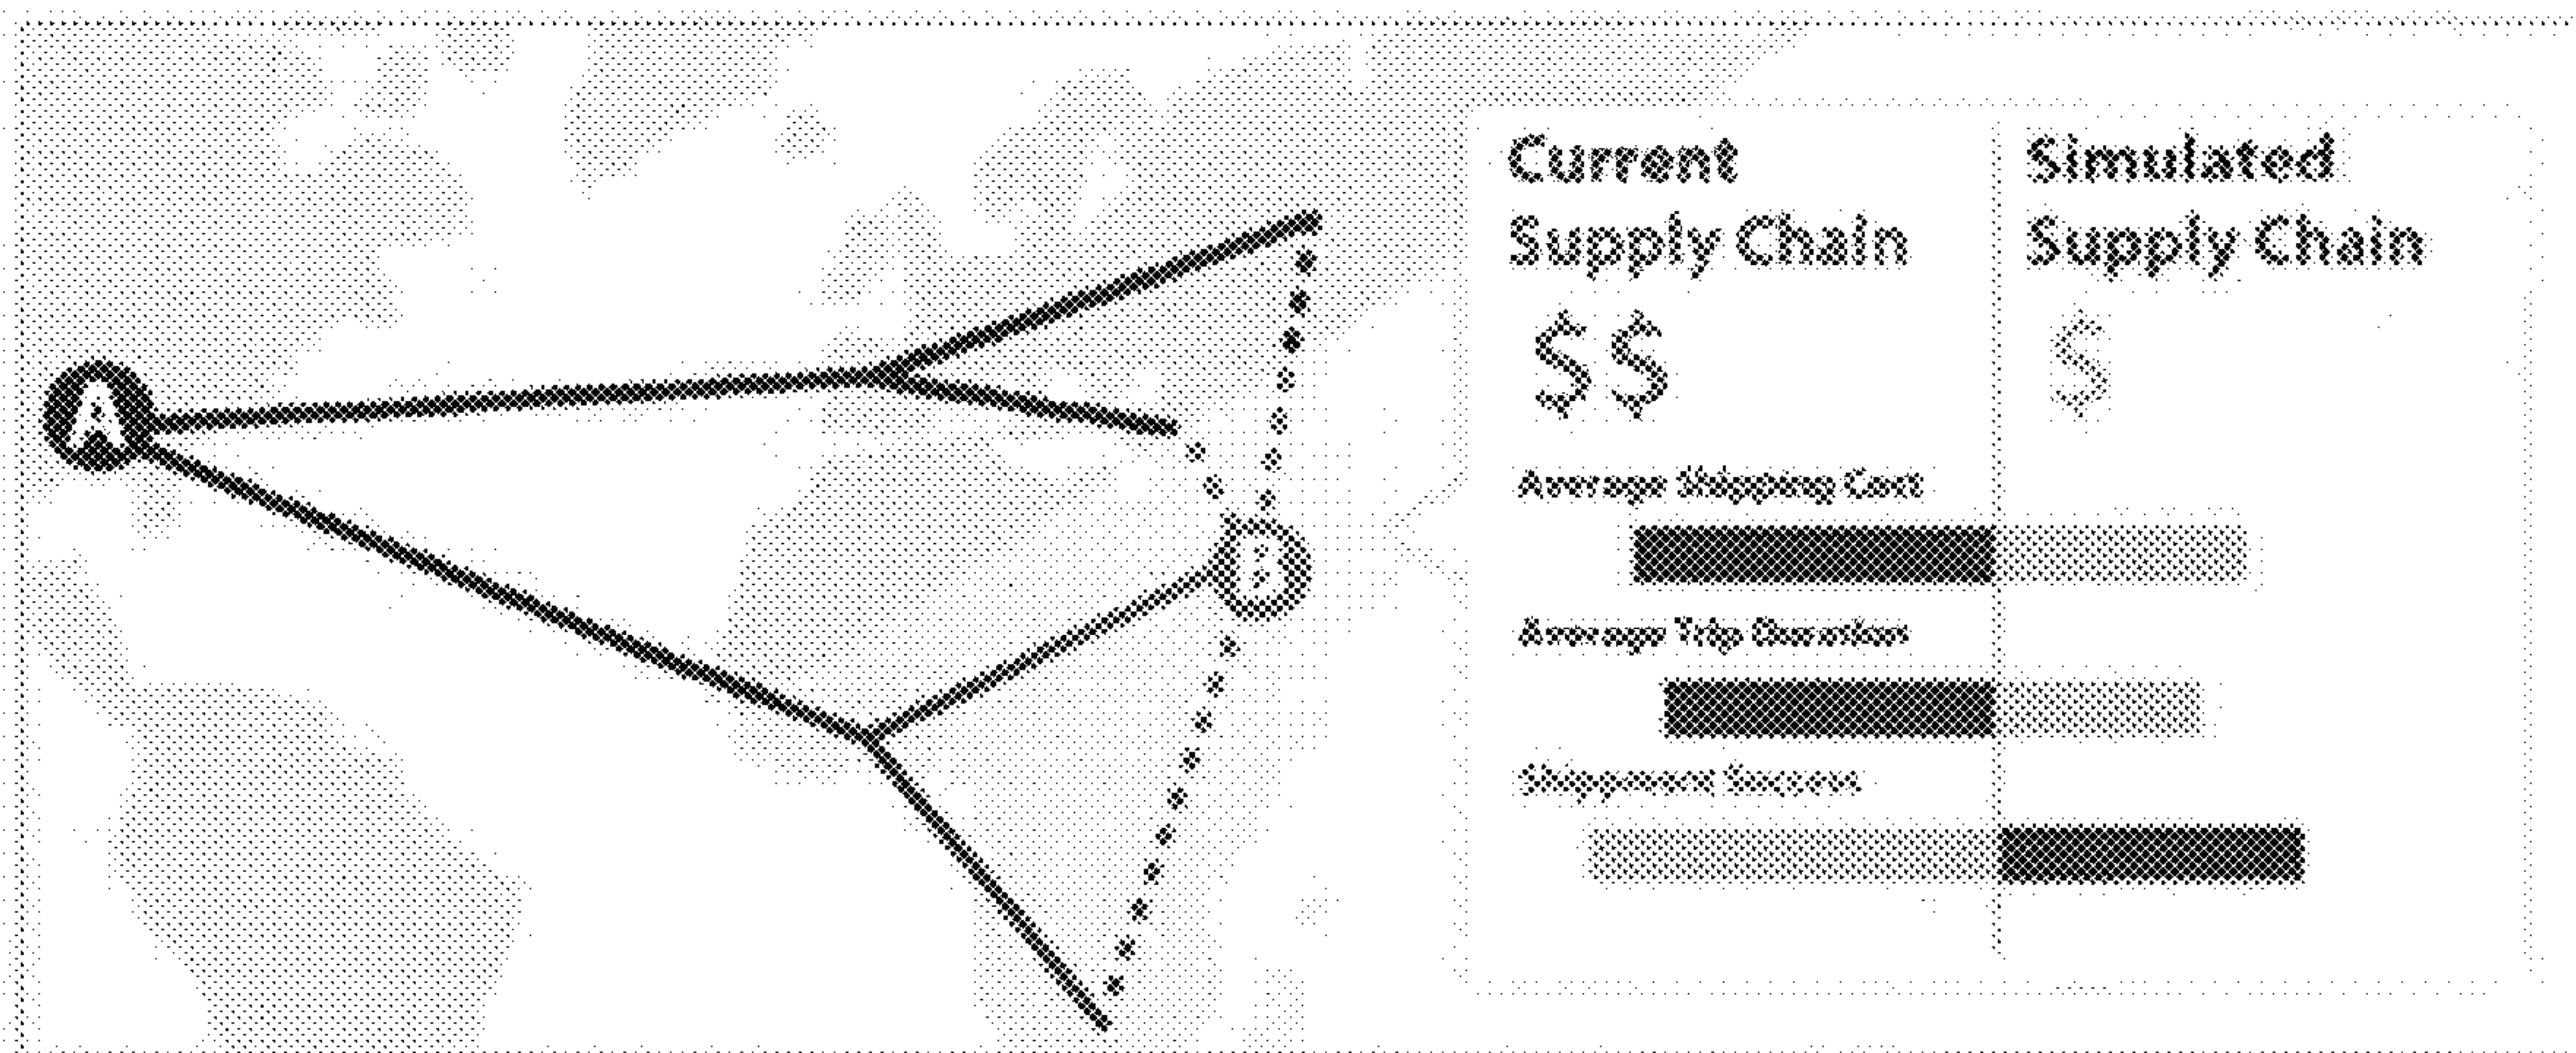 A
B
Current
Supply Chain
$$
Simulated
Supply Chain
$
Average Shipping Cost
Average Trip Duration
Shipment Success